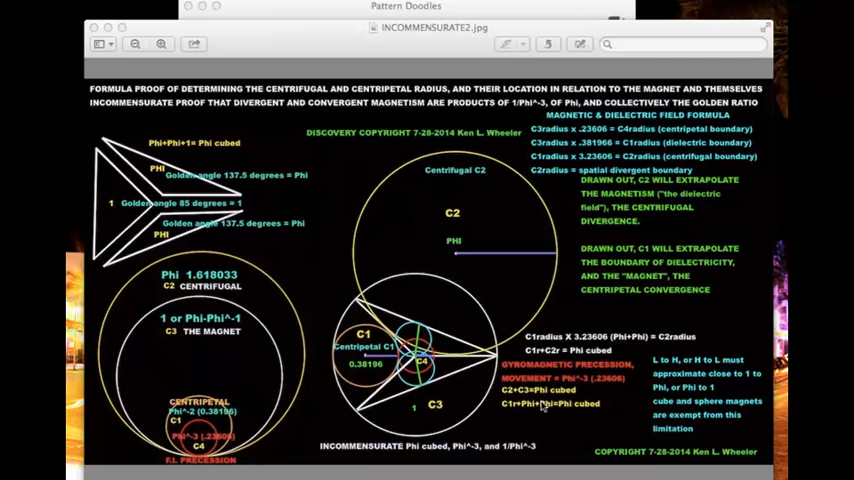 Pattern Doodles
INCOMMENSURATE2.jpg
FORMULA PROOF OF DETERMINING THE CENTRIFUGAL AND CENTRIPETAL RADIUS, AND THEIR LOCATION IN RELATION TO THE MAGNET AND THEMSELVES
INCOMMENSURATE PROOF THAT DIVERGENT AND CONVERGENT MAGNETISM ARE PRODUCTS OF 1/Phi^-3, OF Phi, AND COLLECTIVELY THE GOLDEN RATIO
MAGNETIC & DIELECTRIC FIELD FORMULA
C3radius x .23606 = C4radius (centripetal boundary)
C3radius x .381966 = C1radius (dielectric boundary)
C1radius x 3.23606 = C2radius (centrifugal boundary)
C2radius = spatial divergent boundary
DISCOVERY COPYRIGHT 7-28-2014 Ken L. Wheeler
Phi+Phi+1= Phi cubed
PHI
Golden angle 137.5 degrees = Phi
1
Golden angle 85 degrees = 1
Golden angle 137.5 degrees = Phi
PHI
Centrifugal C2
C2
PHI
DRAWN OUT, C2 WILL EXTRAPOLATE
THE MAGNETISM ("the dielectric
field"), THE CENTRIFUGAL
DIVERGENCE.
DRAWN OUT, C1 WILL EXTRAPOLATE
THE BOUNDARY OF DIELECTRICITY,
AND THE "MAGNET", THE
CENTRIPETAL CONVERGENCE
Phi 1.618033
C2 CENTRIFUGAL
1 or Phi-Phi^-1
C3 THE MAGNET
CENTRIPETAL
Phi^-2 (0.38196)
C1
Phi^-3 (.23606)
C4
F.I. PRECESSION
C1
Centripetal C1
0.38196
C4
1
C3
C1radius X 3.23606 (Phi+Phi) = C2radius
C1r+C2r = Phi cubed
GYROMAGNETIC PRECESSION,
MOVEMENT = Phi^-3 (.23606)
C2+C3=Phi cubed
C1r+Phi+Phi=Phi cubed
L to H, or H to L must
approximate close to 1 to
Phi, or Phi to 1
cube and sphere magnets
are exempt from this
limitation
INCOMMENSURATE Phi cubed, Phi^-3, and 1/Phi^-3
COPYRIGHT 7-28-2014 Ken L. Wheeler